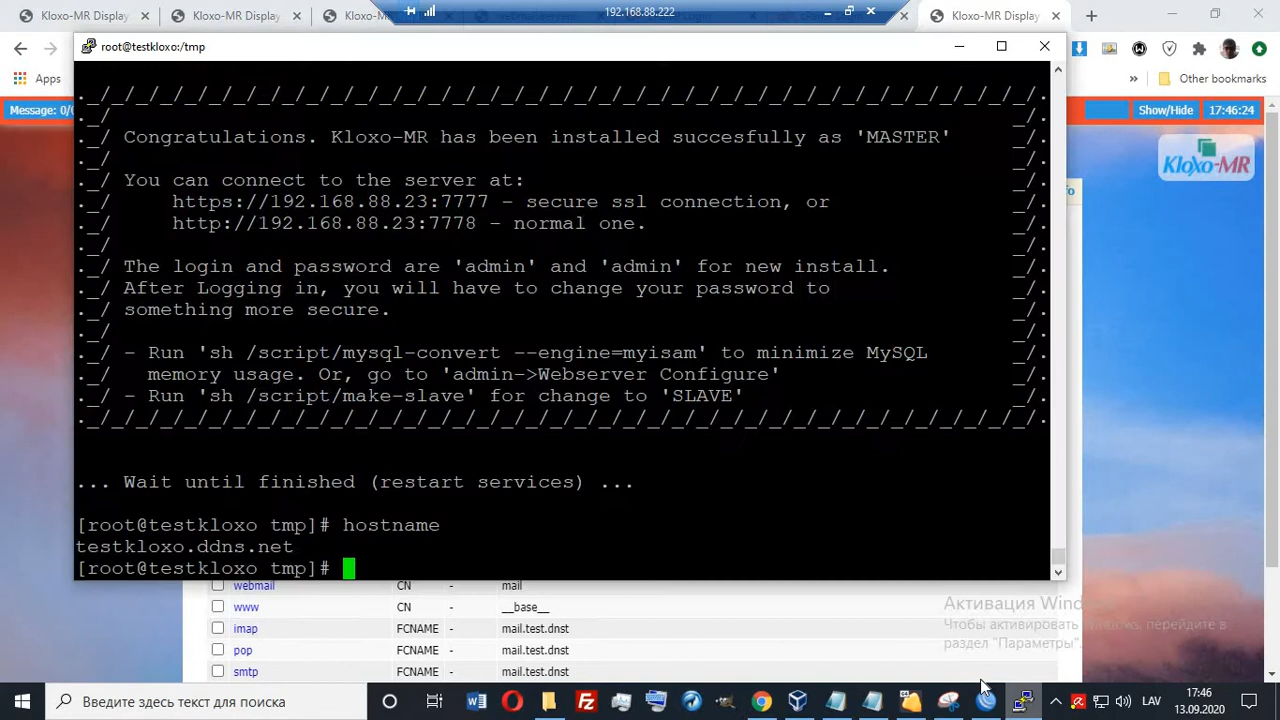 Kloxo-MR Display
Kloxo-MR Display
Kloxo-M
192.168.88.222
Kloxo-MR Display
Apps
Other bookmarks
root@testkloxo:/tmp
Message: 0/
Show/Hide
17:46:24
Kloxo-MR
fo
._/_/_/_/_/_/_/_/_/_/_/_/_/_/_/_/_/_/_/_/_/_/_/_/_/_/_/_/_/_/_/_/_/_/_/_/_/_/_/.
._/ _/.
._/ Congratulations. Kloxo-MR has been installed succesfully as 'MASTER' _/.
._/ _/.
._/ You can connect to the server at: _/.
._/ https://192.168.88.23:7777 - secure ssl connection, or _/.
._/ http://192.168.88.23:7778 - normal one. _/.
._/ _/.
._/ The login and password are 'admin' and 'admin' for new install. _/.
._/ After Logging in, you will have to change your password to _/.
._/ something more secure. _/.
._/ _/.
._/ - Run 'sh /script/mysql-convert --engine=myisam' to minimize MySQL _/.
._/ memory usage. Or, go to 'admin->Webserver Configure' _/.
._/ - Run 'sh /script/make-slave' for change to 'SLAVE' _/.
._/_/_/_/_/_/_/_/_/_/_/_/_/_/_/_/_/_/_/_/_/_/_/_/_/_/_/_/_/_/_/_/_/_/_/_/_/_/_/.
... Wait until finished (restart services) ...
[root@testkloxo tmp]# hostname
testkloxo.ddns.net
[root@testkloxo tmp]#
webmail CN - mail
www CN - __base__
imap FCNAME - mail.test.dnst
pop FCNAME - mail.test.dnst
smtp FCNAME - mail.test.dnst
Активация Wind
Чтобы активировать Windows, перейдите в
раздел "Параметры".
Введите здесь текст для поиска
LAV
17:46
13.09.2020